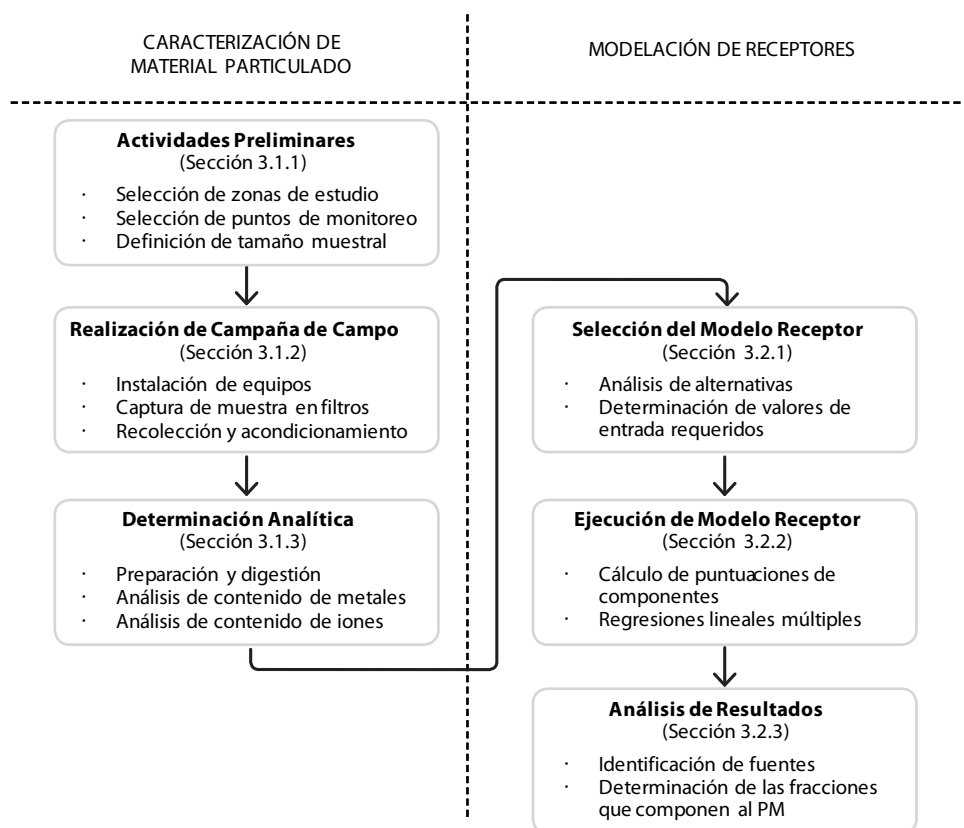 CARACTERIZACIÓN DE
MATERIAL PARTICULADO
MODELACIÓN DE RECEPTORES
Actividades Preliminares
(Sección 3.1.1)
· Selección de zonas de estudio
· Selección de puntos de monitoreo
· Definición de tamaño muestral
Realización de Campaña de Campo
(Sección 3.1.2)
· Instalación de equipos
· Captura de muestra en filtros
· Recolección y acondicionamiento
Determinación Analítica
(Sección 3.1.3)
· Preparación y digestión
· Análisis de contenido de metales
· Análisis de contenido de iones
Selección del Modelo Receptor
(Sección 3.2.1)
· Análisis de alternativas
· Determinación de valores de
entrada requeridos
Ejecución de Modelo Receptor
(Sección 3.2.2)
· Cálculo de puntuaciones de
componentes
· Regresiones lineales múltiples
Análisis de Resultados
(Sección 3.2.3)
· Identificación de fuentes
· Determinación de las fracciones
que componen al PM